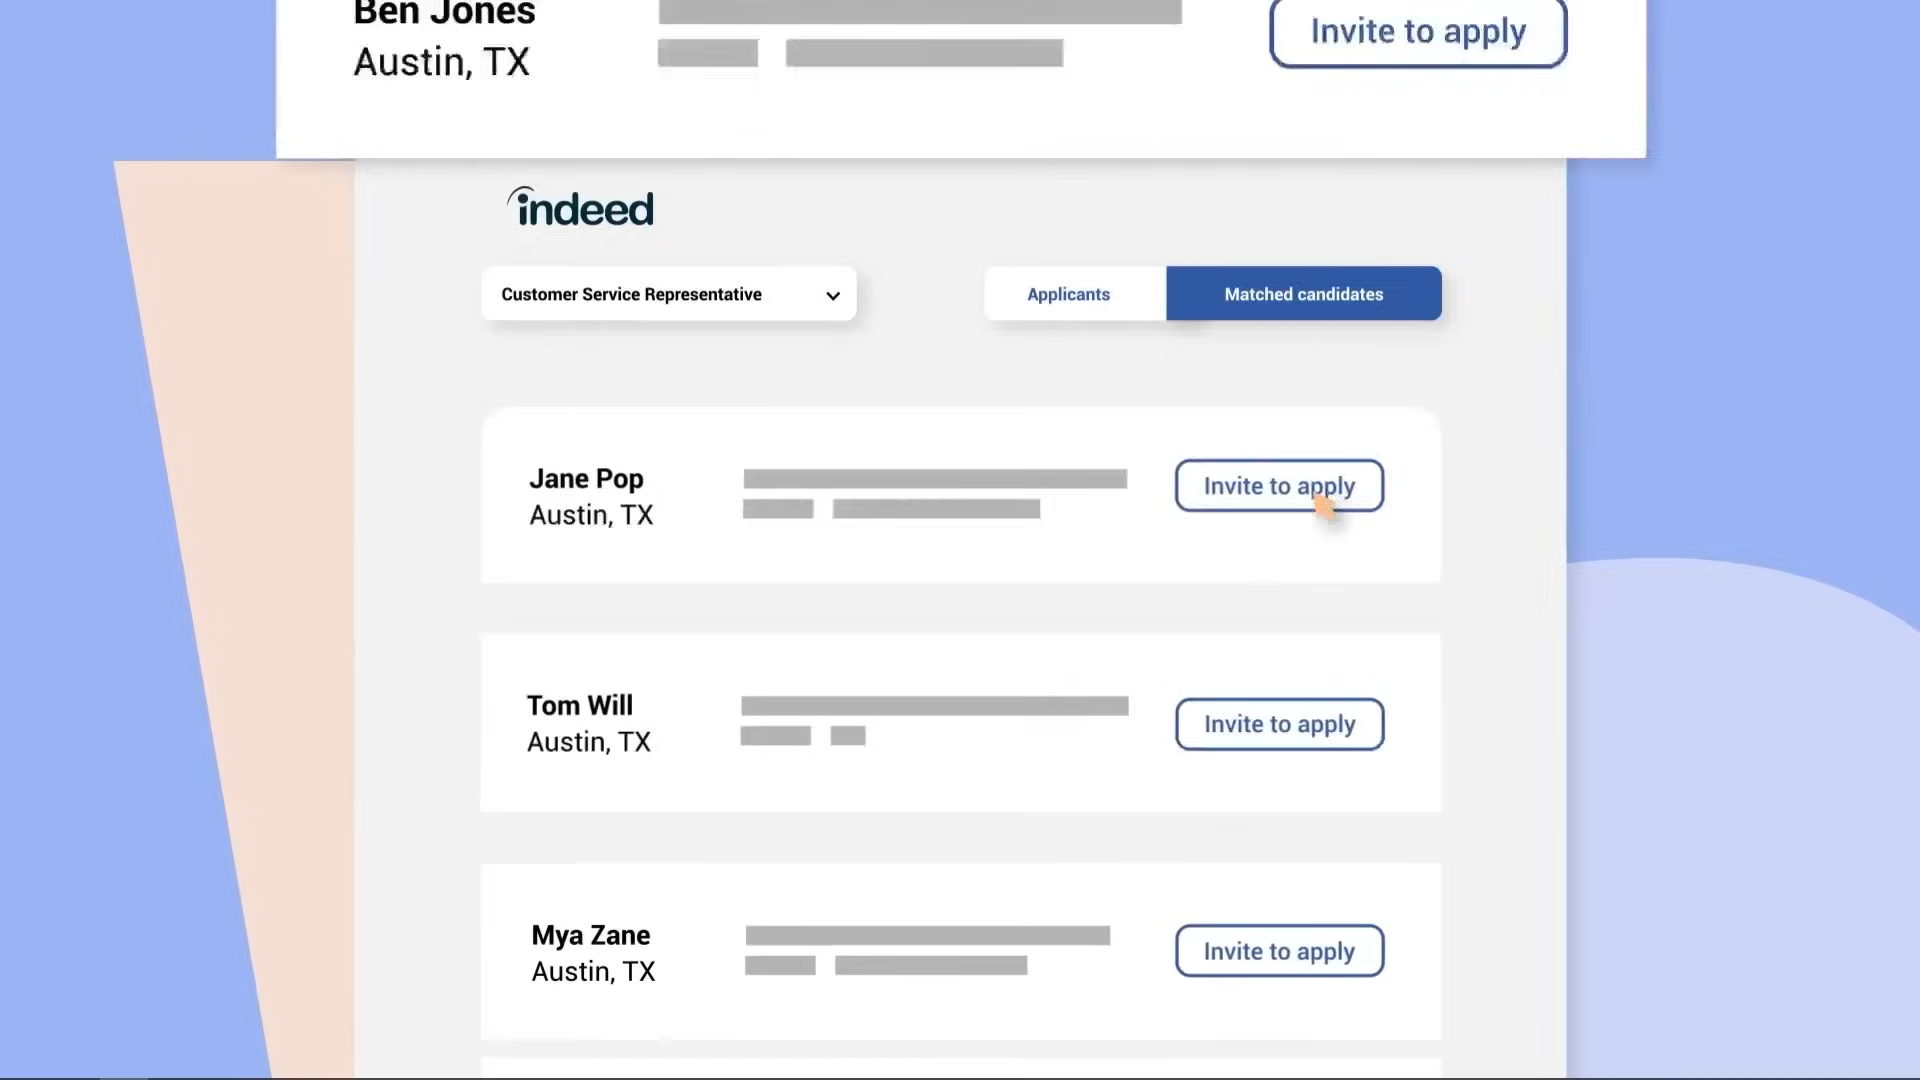 Ben Jones
Austin, TX
Invite to apply
indeed
Customer Service Representative
Applicants
Matched candidates
Jane Pop
Austin, TX
Invite to apply
Tom Will
Austin, TX
Invite to apply
Mya Zane
Austin, TX
Invite to apply